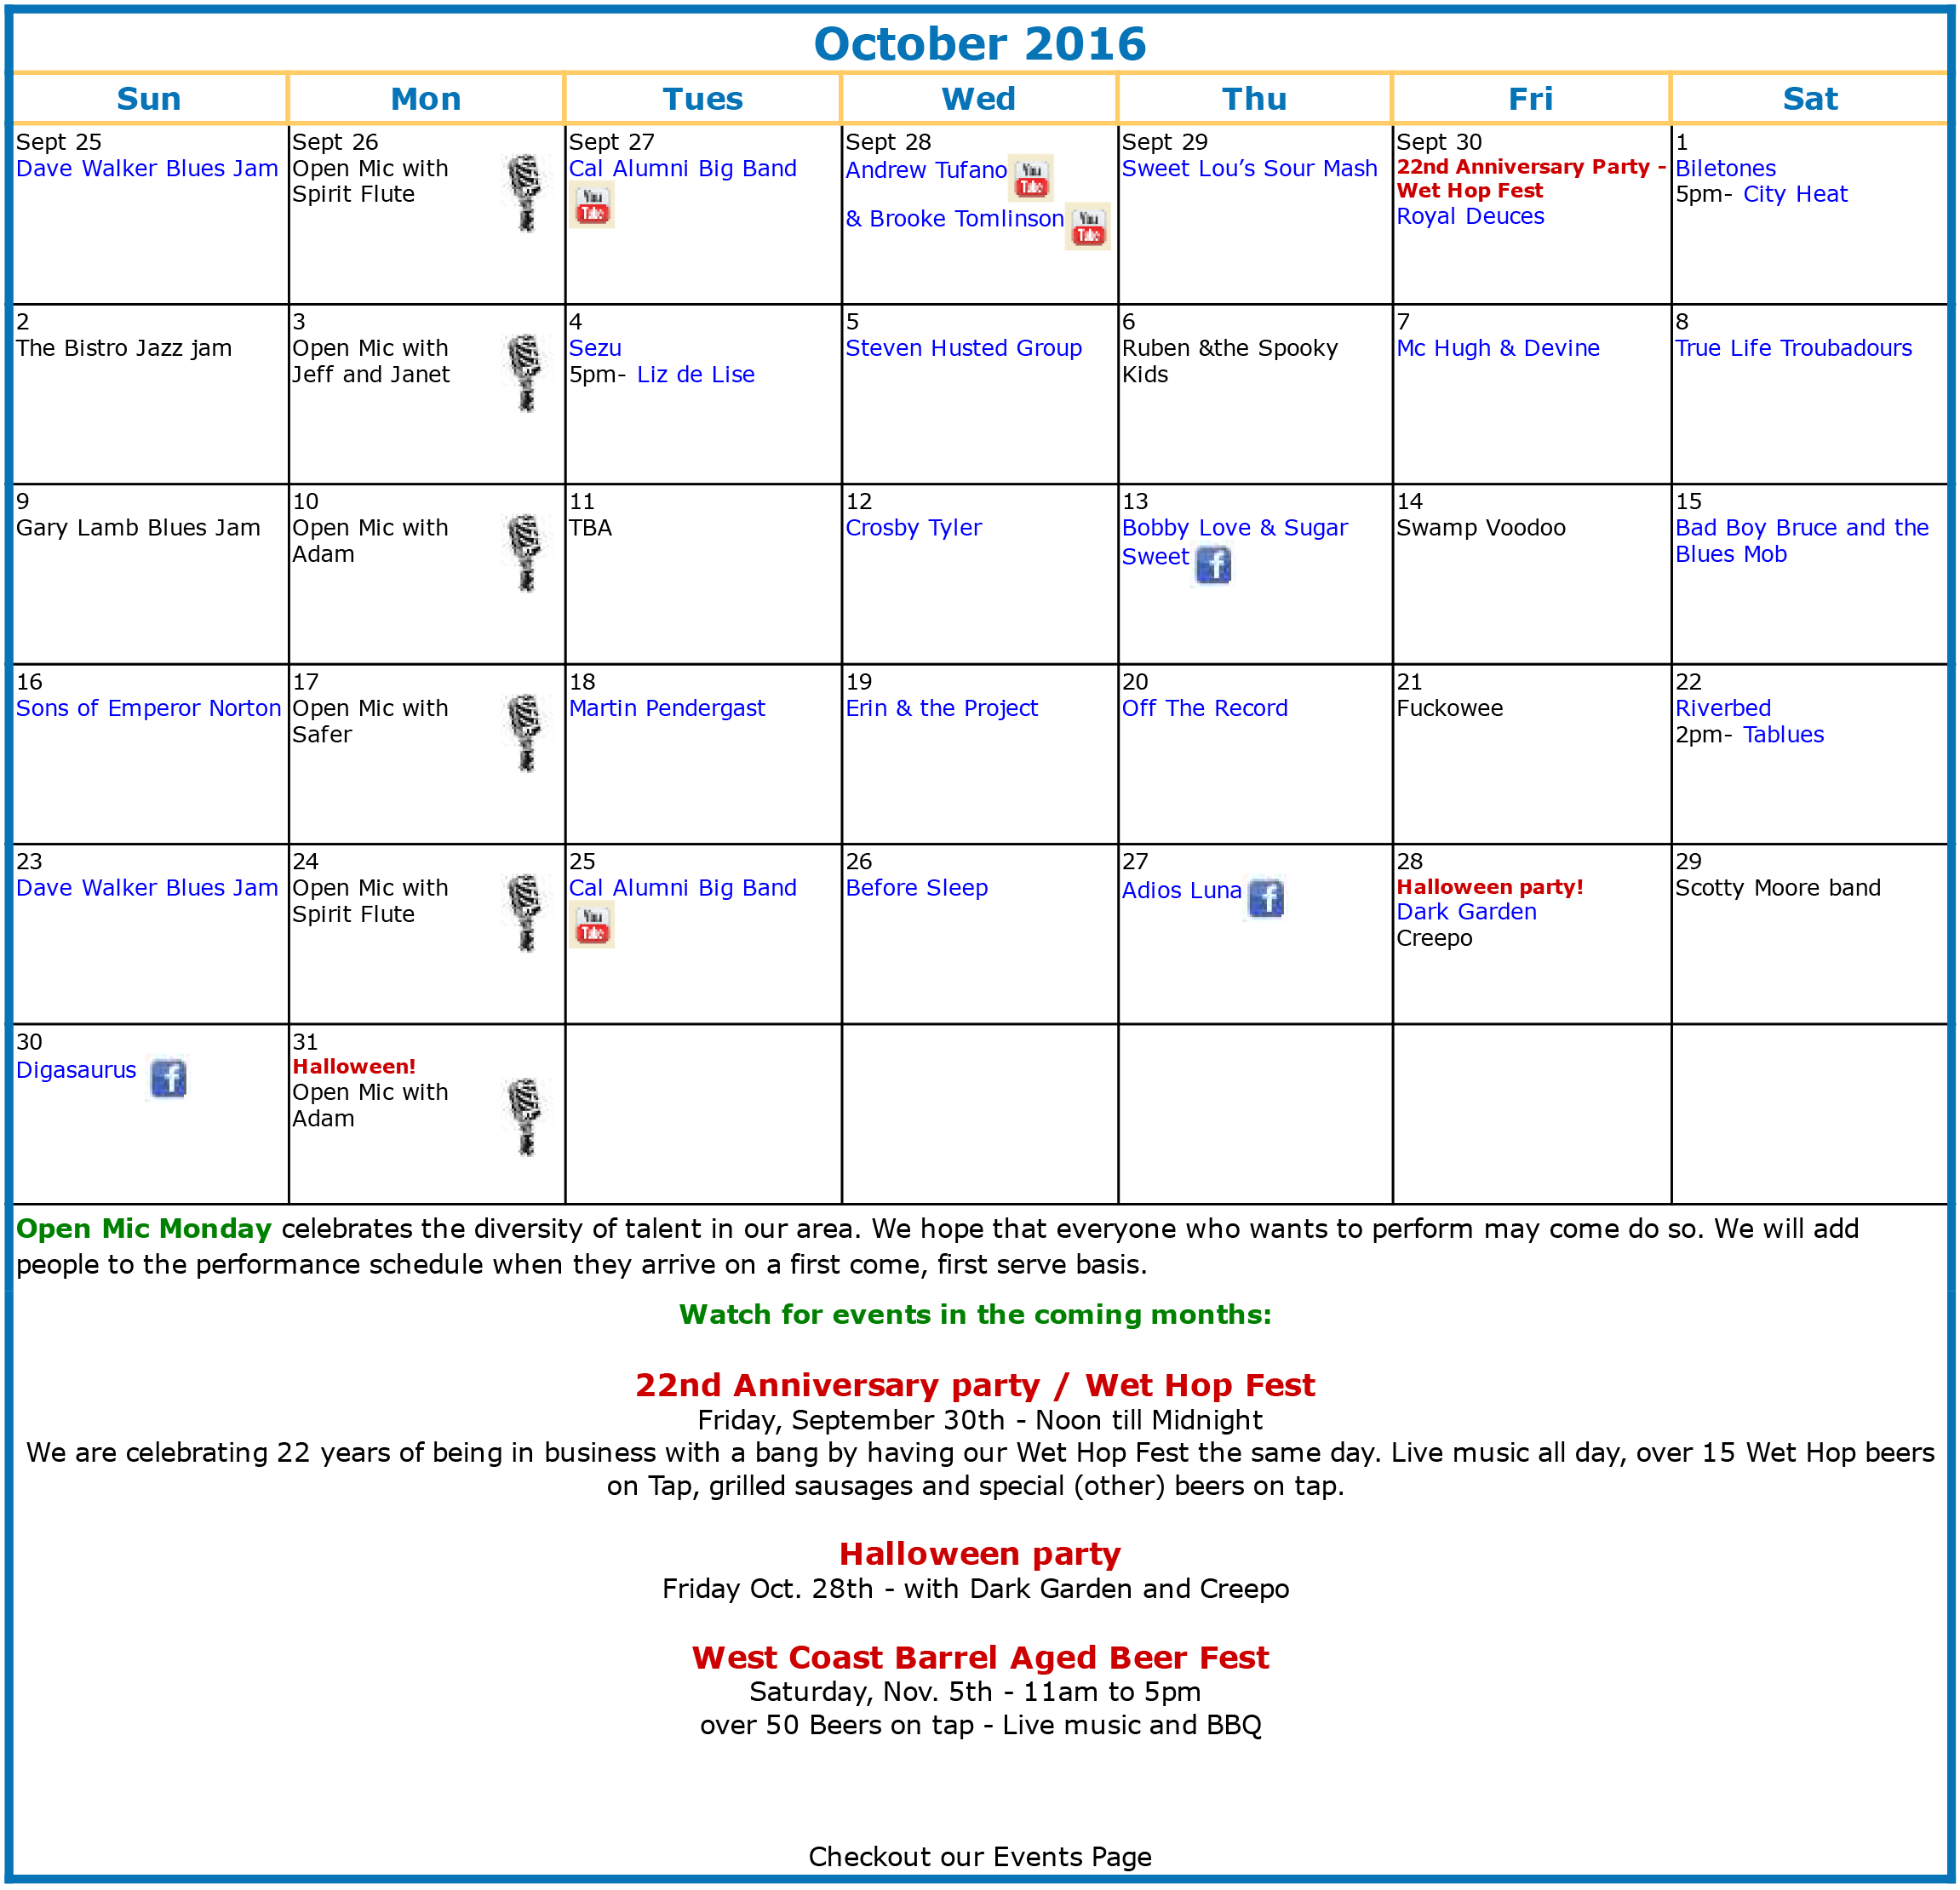 October 2016
Sun Mon Tues Wed Thu Fri Sat
Sept 25
Dave Walker Blues Jam
Sept 26
Open Mic with
Spirit Flute
Sept 27
Cal Alumni Big Band
You
Tube
Sept 28
Andrew Tufano You
Tube
& Brooke Tomlinson You
Tube
Sept 29
Sweet Lou's Sour Mash
Sept 30
22nd Anniversary Party -
Wet Hop Fest
Royal Deuces
1
Biletones
5pm- City Heat
2
The Bistro Jazz jam
3
Open Mic with
Jeff and Janet
4
Sezu
5pm- Liz de Lise
5
Steven Husted Group
6
Ruben &the Spooky
Kids
7
Mc Hugh & Devine
8
True Life Troubadours
9
Gary Lamb Blues Jam
10
Open Mic with
Adam
11
TBA
12
Crosby Tyler
13
Bobby Love & Sugar
Sweet f
14
Swamp Voodoo
15
Bad Boy Bruce and the
Blues Mob
16
Sons of Emperor Norton
17
Open Mic with
Safer
18
Martin Pendergast
19
Erin & the Project
20
Off The Record
21
Fuckowee
22
Riverbed
2pm- Tablues
23
Dave Walker Blues Jam
24
Open Mic with
Spirit Flute
25
Cal Alumni Big Band
You
Tube
26
Before Sleep
27
Adios Luna f
28
Halloween party!
Dark Garden
Creepo
29
Scotty Moore band
30
Digasaurus f
31
Halloween!
Open Mic with
Adam
Open Mic Monday celebrates the diversity of talent in our area. We hope that everyone who wants to perform may come do so. We will add
people to the performance schedule when they arrive on a first come, first serve basis.
Watch for events in the coming months:
22nd Anniversary party / Wet Hop Fest
Friday, September 30th - Noon till Midnight
We are celebrating 22 years of being in business with a bang by having our Wet Hop Fest the same day. Live music all day, over 15 Wet Hop beers
on Tap, grilled sausages and special (other) beers on tap.
Halloween party
Friday Oct. 28th - with Dark Garden and Creepo
West Coast Barrel Aged Beer Fest
Saturday, Nov. 5th - 11am to 5pm
over 50 Beers on tap - Live music and BBQ
Checkout our Events Page